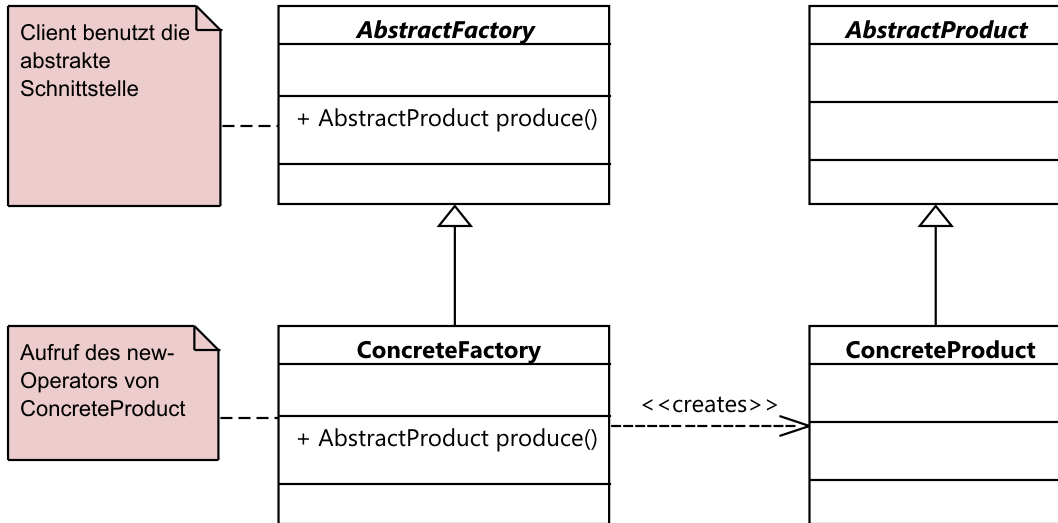 Client benutzt die
abstrakte
Schnittstelle
AbstractFactory
+ AbstractProduct produce()
AbstractProduct
Aufruf des new-
Operators von
ConcreteProduct
ConcreteFactory
+ AbstractProduct produce()
<<creates>>
ConcreteProduct